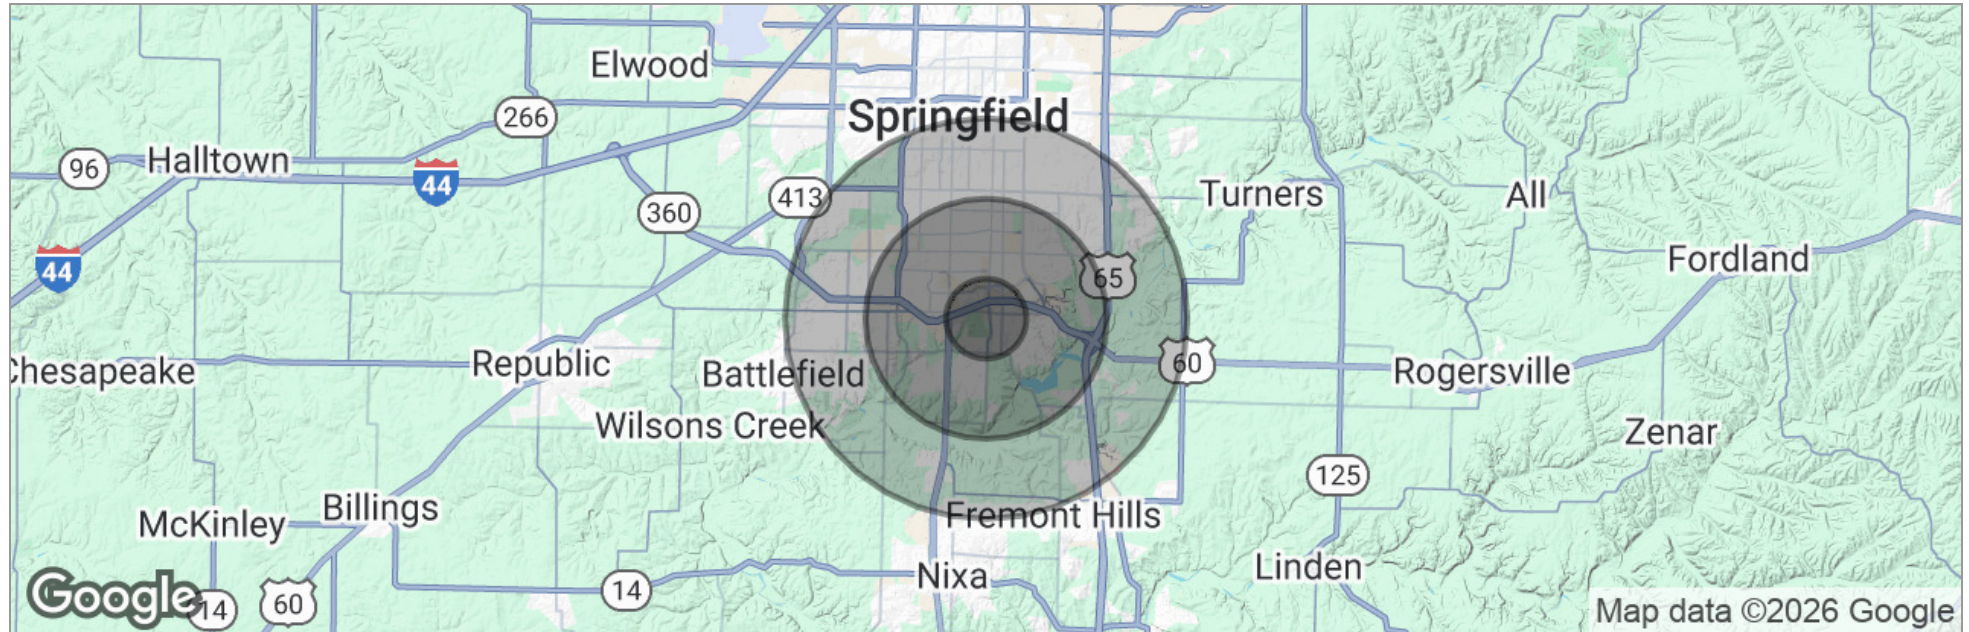 Elwood
Springfield
266
96
Halltown
44
413
360
Turners
All
44
65
Fordland
Chesapeake
Republic
Battlefield
60
Rogersville
Wilsons Creek
Zenar
125
McKinley
Billings
Fremont Hills
Nixa
Linden
Google
14
60
14
Map data ©2026 Google